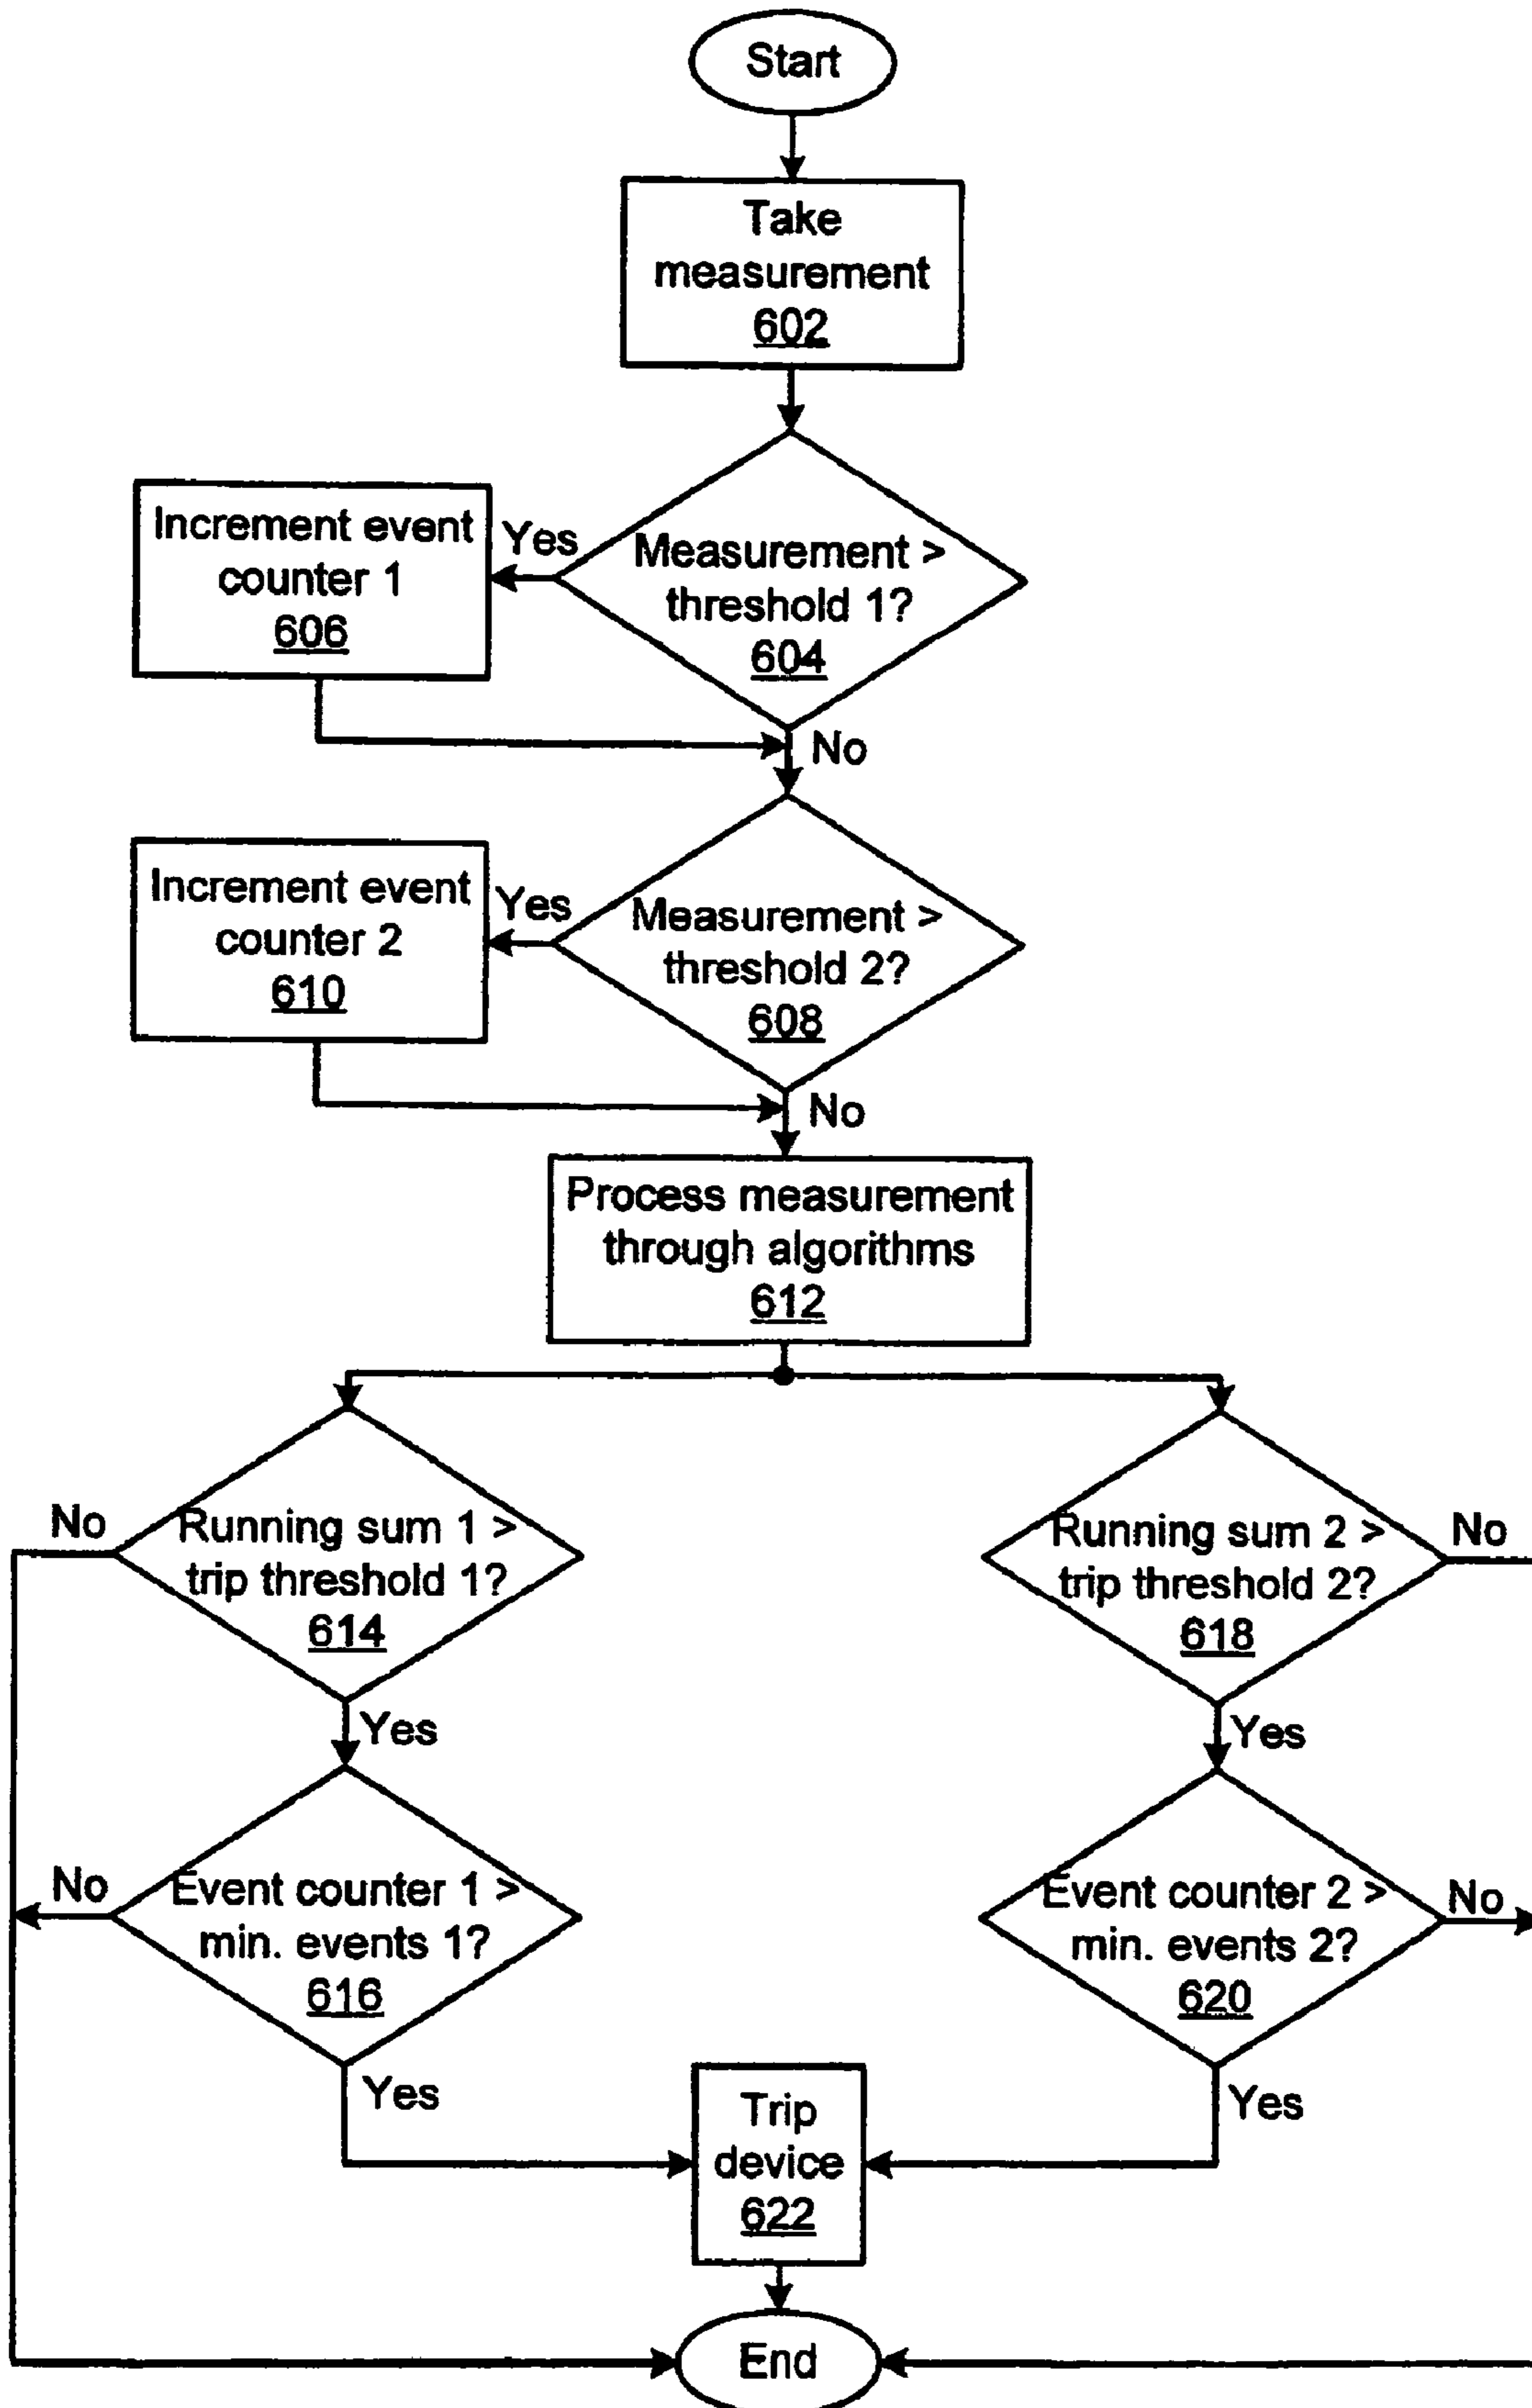 Start
Take
measurement
602
Measurement >
threshold 1?
604
Yes
Increment event
counter 1
606
No
Measurement >
threshold 2?
608
Yes
Increment event
counter 2
610
No
Process measurement
through algorithms
612
Running sum 1 >
trip threshold 1?
614
No
Yes
Running sum 2 >
trip threshold 2?
618
No
Yes
Event counter 1 >
min. events 1?
616
No
Yes
Event counter 2 >
min. events 2?
620
No
Yes
Trip
device
622
End